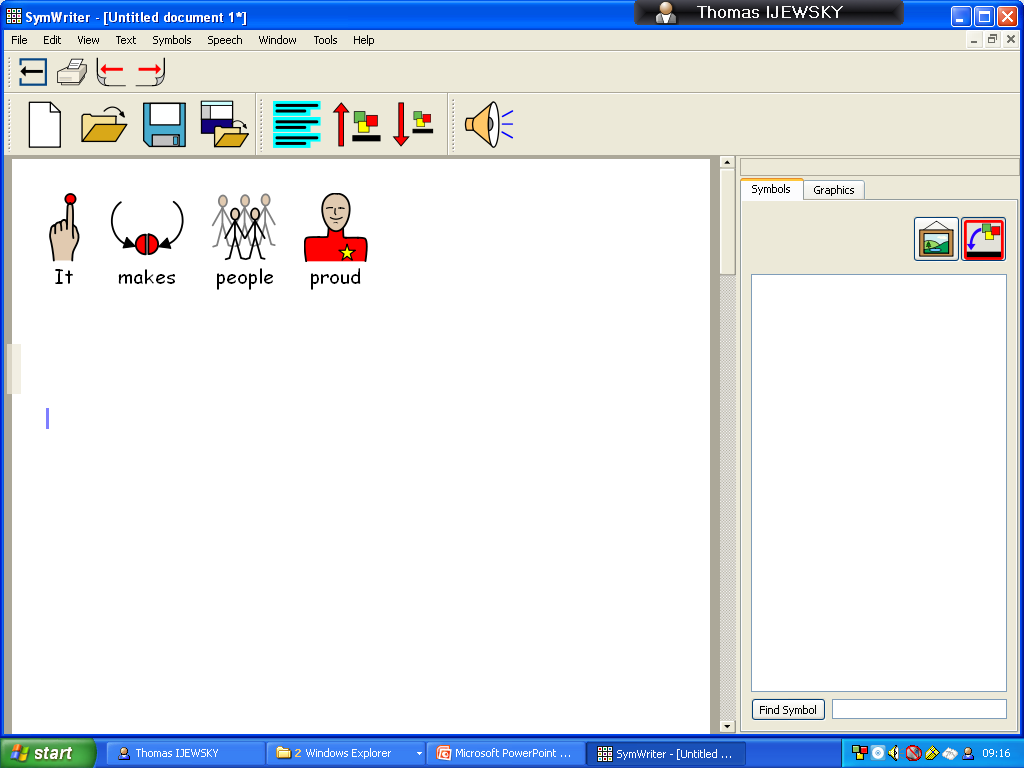 SymWriter - [Untitled document 1*]
Thomas IJEWSKY
File Edit View Text Symbols Speech Window Tools Help
Symbols Graphics
It makes people proud
Find Symbol
start Thomas IJEWSKY 2 Windows Explorer Microsoft PowerPoint ... SymWriter - [Untitled ... 09:16